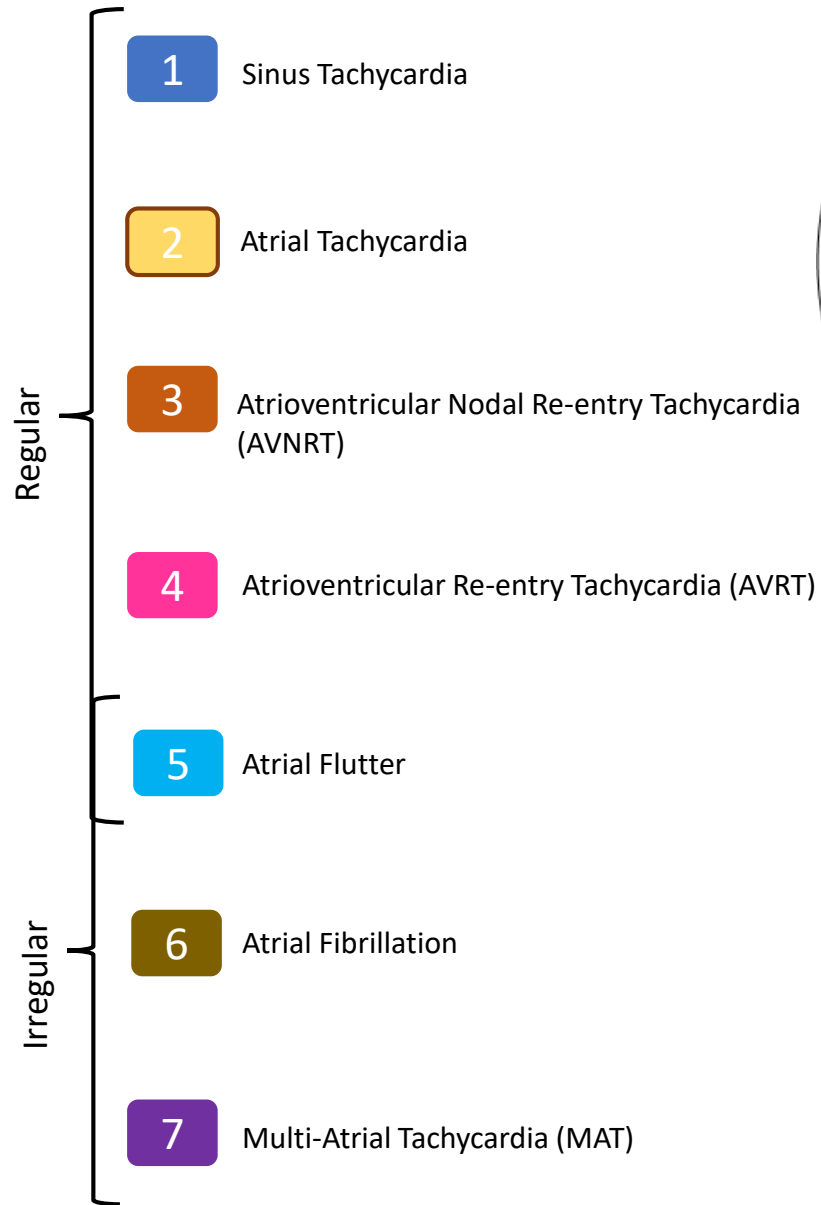 1 Sinus Tachycardia
2 Atrial Tachycardia
Regular
3 Atrioventricular Nodal Re-entry Tachycardia
(AVNRT)
4 Atrioventricular Re-entry Tachycardia (AVRT)
5 Atrial Flutter
Irregular
6 Atrial Fibrillation
7 Multi-Atrial Tachycardia (MAT)